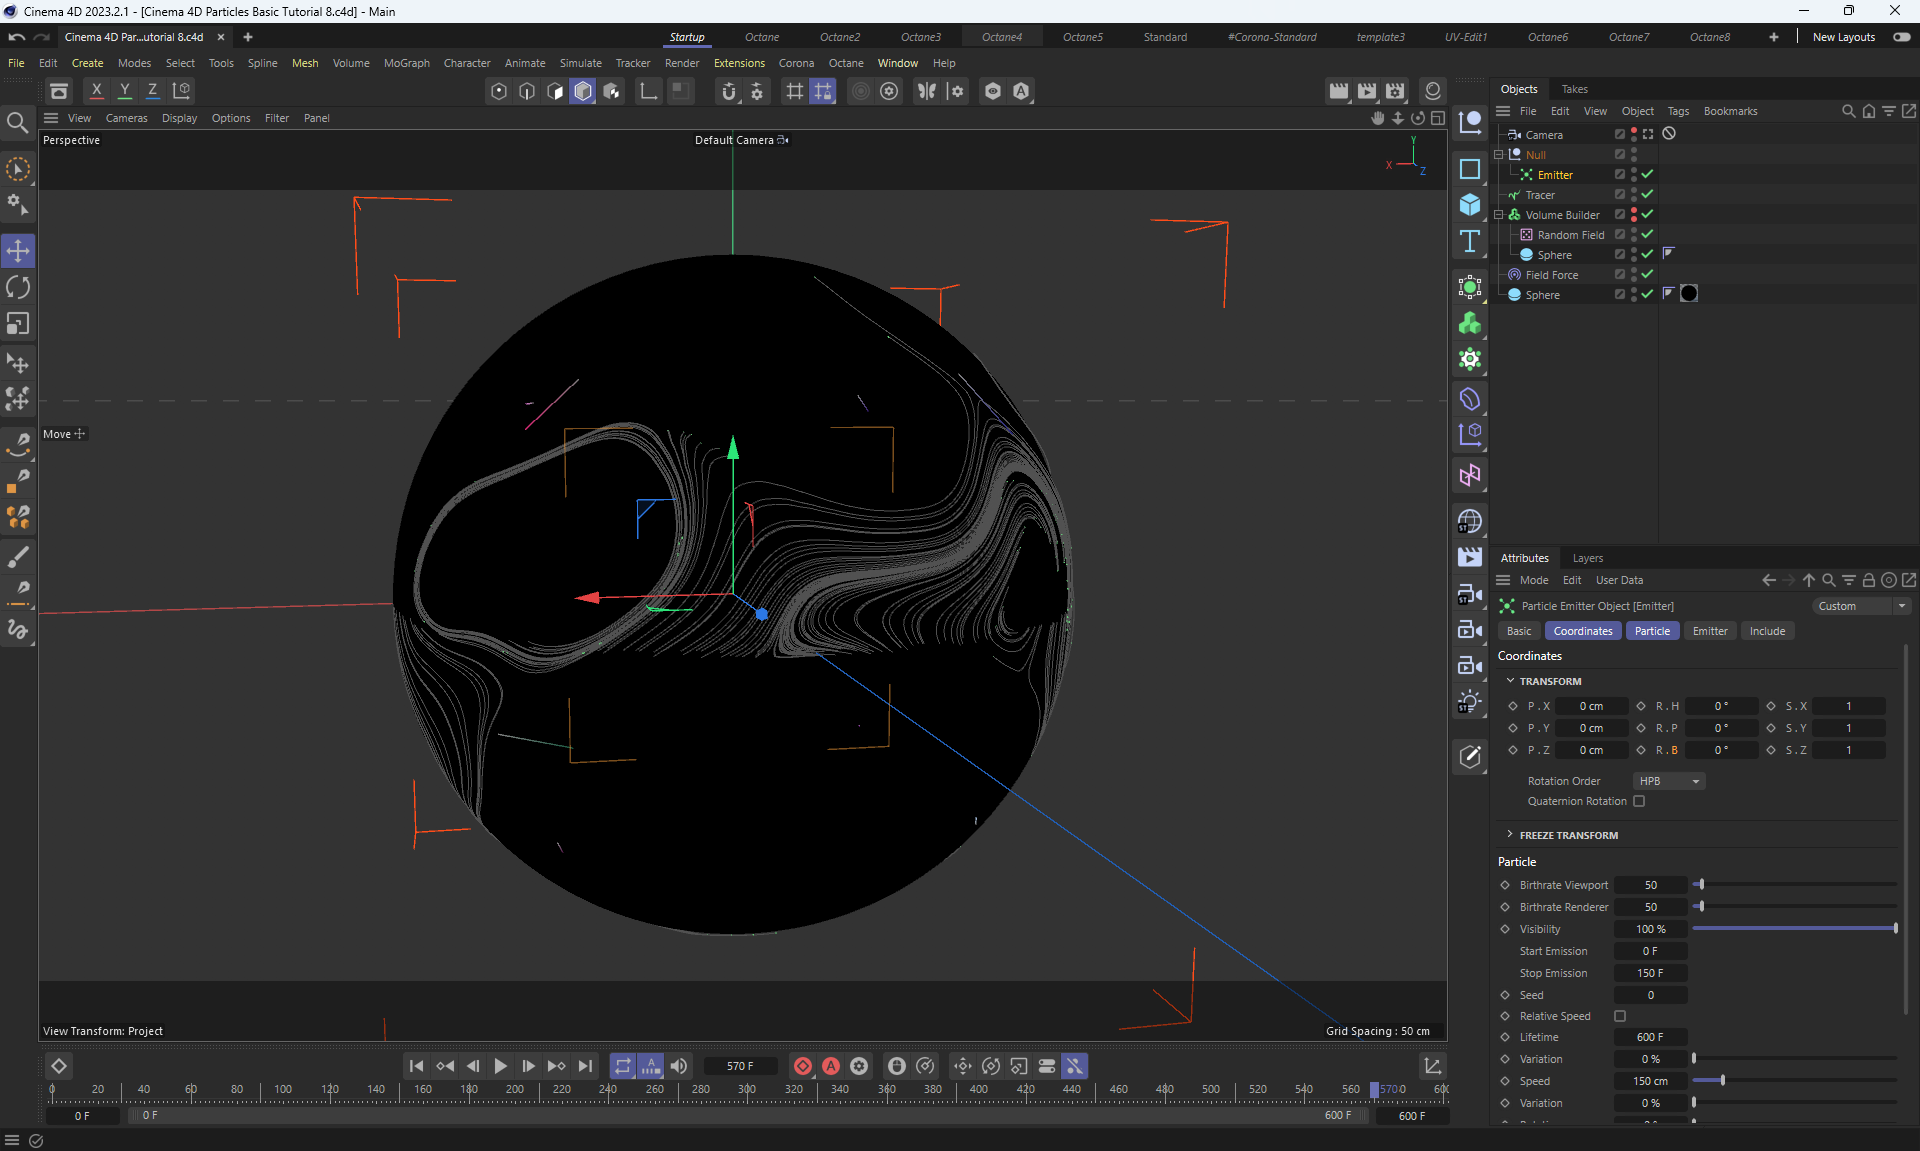 Cinema 4D 2023.2.1 - [Cinema 4D Particles Basic Tutorial 8.c4d] - Main
Cinema 4D Par...utorial 8.c4d
Startup Octane Octane2 Octane3 Octane4 Octane5 Standard #Corona-Standard template3 UV-Edit1 Octane6 Octane7 Octane8 New Layouts
File Edit Create Modes Select Tools Spline Mesh Volume MoGraph Character Animate Simulate Tracker Render Extensions Corona Octane Window Help
X Y Z
View Cameras Display Options Filter Panel
Perspective
Default Camera
Y
X
Z
Move
View Transform: Project
Grid Spacing : 50 cm
Objects Takes
File Edit View Object Tags Bookmarks
Camera
Null
Emitter
Tracer
Volume Builder
Random Field
Sphere
Field Force
Sphere
ST
ST
ST
Attributes Layers
Mode Edit User Data
Particle Emitter Object [Emitter]
Custom
Basic Coordinates Particle Emitter Include
Coordinates
TRANSFORM
P . X 0 cm R . H 0 ° S . X 1
P . Y 0 cm R . P 0 ° S . Y 1
P . Z 0 cm R . B 0 ° S . Z 1
Rotation Order HPB
Quaternion Rotation
FREEZE TRANSFORM
Particle
Birthrate Viewport 50
Birthrate Renderer 50
Visibility 100 %
Start Emission 0 F
Stop Emission 150 F
Seed 0
Relative Speed
Lifetime 600 F
Variation 0 %
Speed 150 cm
Variation 0 %
570 F
0 20 40 60 80 100 120 140 160 180 200 220 240 260 280 300 320 340 360 380 400 420 440 460 480 500 520 540 560 570
0 F
0 F
600 F
600 F